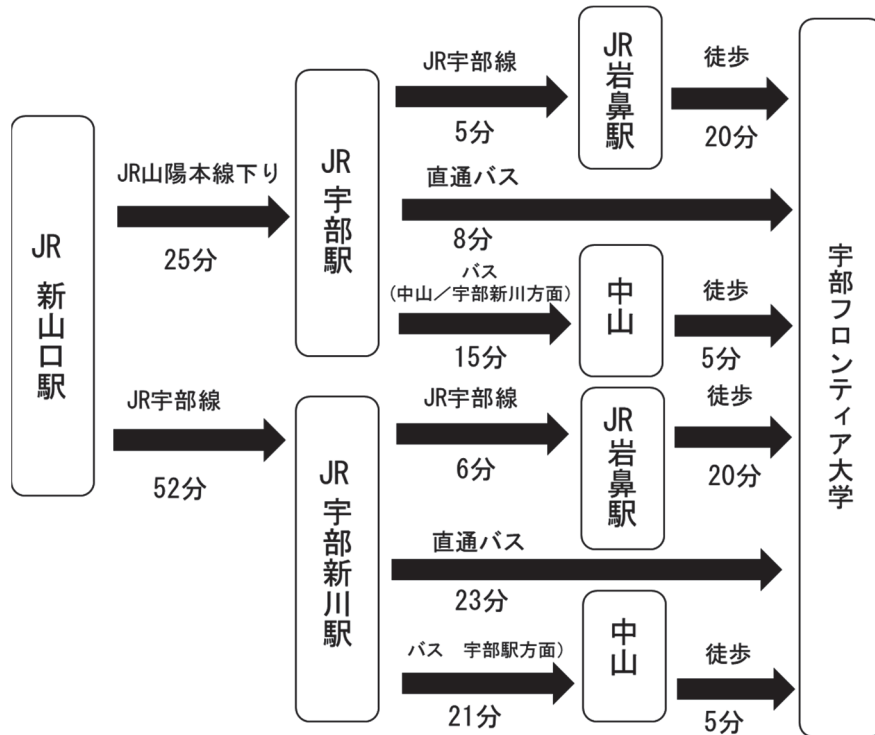 JR 新山口駅
JR山陽本線下り
25分
JR宇部線
52分
JR 宇部駅
JR宇部線
5分
JR岩鼻駅
徒歩
20分
直通バス
8分
バス
(中山／宇部新川方面)
15分
中山
徒歩
5分
JR 宇部新川駅
JR宇部線
6分
JR岩鼻駅
徒歩
20分
直通バス
23分
バス　宇部駅方面)
21分
中山
徒歩
5分
宇部フロンティア大学